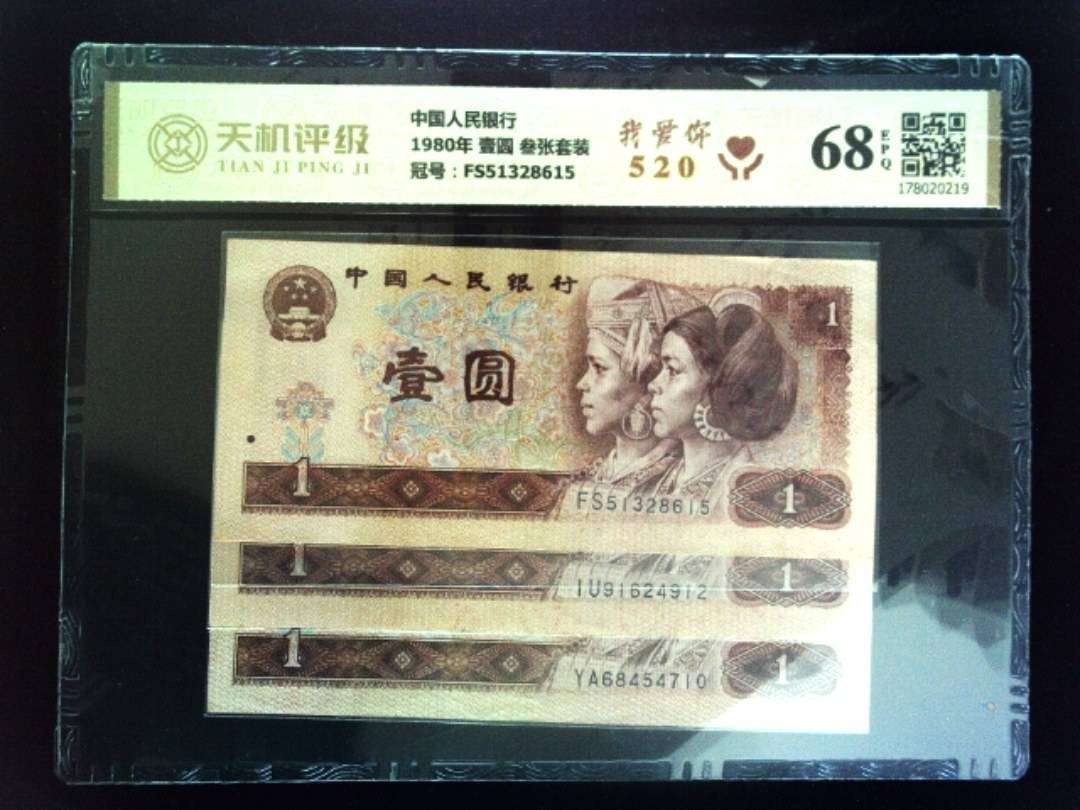 天机评级
TIAN JI PING JI
中国人民银行
1980年 壹圆 叁张套装
冠号：FS51328615
我爱你
520
68
EPQ
178020219
中国人民银行
1
壹圆
1
FS51328615
1
1
IU91624912
1
1
YA68454710
1